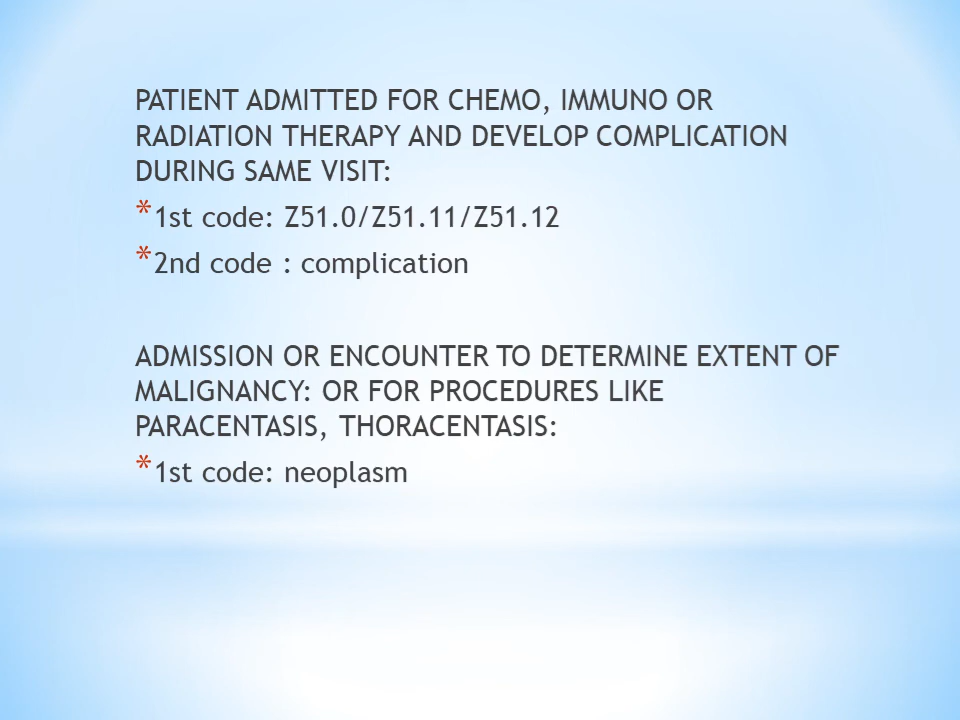 PATIENT ADMITTED FOR CHEMO, IMMUNO OR
RADIATION THERAPY AND DEVELOP COMPLICATION
DURING SAME VISIT:
*1st code: Z51.0/Z51.11/Z51.12
*2nd code : complication
ADMISSION OR ENCOUNTER TO DETERMINE EXTENT OF
MALIGNANCY: OR FOR PROCEDURES LIKE
PARACENTASIS, THORACENTASIS:
*1st code: neoplasm